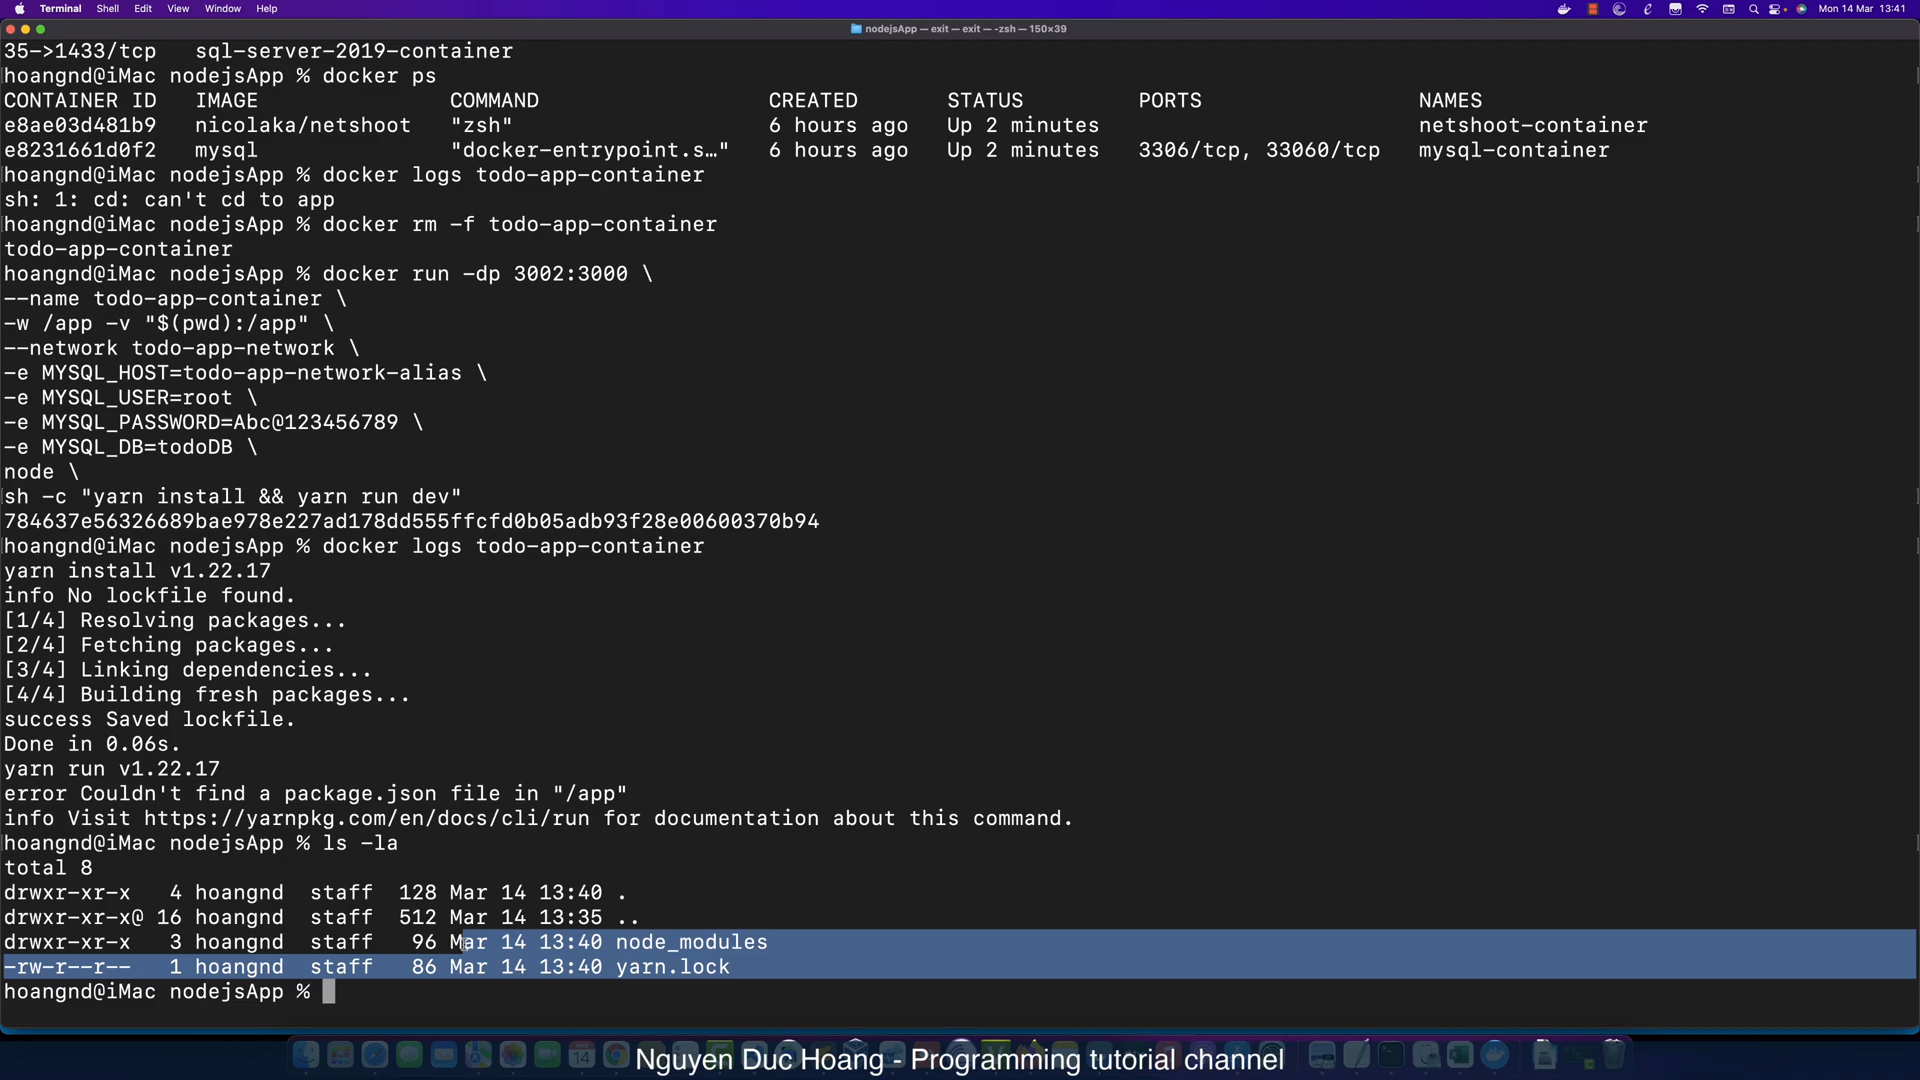 Terminal Shell Edit View Window Help Mon 14 Mar 13:41
nodejsApp — exit — exit — -zsh — 150×39
35->1433/tcp sql-server-2019-container
hoangnd@iMac nodejsApp % docker ps
CONTAINER ID IMAGE COMMAND CREATED STATUS PORTS NAMES
e8ae03d481b9 nicolaka/netshoot "zsh" 6 hours ago Up 2 minutes netshoot-container
e8231661d0f2 mysql "docker-entrypoint.s…" 6 hours ago Up 2 minutes 3306/tcp, 33060/tcp mysql-container
hoangnd@iMac nodejsApp % docker logs todo-app-container
sh: 1: cd: can't cd to app
hoangnd@iMac nodejsApp % docker rm -f todo-app-container
todo-app-container
hoangnd@iMac nodejsApp % docker run -dp 3002:3000 \
--name todo-app-container \
-w /app -v "$(pwd):/app" \
--network todo-app-network \
-e MYSQL_HOST=todo-app-network-alias \
-e MYSQL_USER=root \
-e MYSQL_PASSWORD=Abc@123456789 \
-e MYSQL_DB=todoDB \
node \
sh -c "yarn install && yarn run dev"
784637e56326689bae978e227ad178dd555ffcfd0b05adb93f28e00600370b94
hoangnd@iMac nodejsApp % docker logs todo-app-container
yarn install v1.22.17
info No lockfile found.
[1/4] Resolving packages...
[2/4] Fetching packages...
[3/4] Linking dependencies...
[4/4] Building fresh packages...
success Saved lockfile.
Done in 0.06s.
yarn run v1.22.17
error Couldn't find a package.json file in "/app"
info Visit https://yarnpkg.com/en/docs/cli/run for documentation about this command.
hoangnd@iMac nodejsApp % ls -la
total 8
drwxr-xr-x 4 hoangnd staff 128 Mar 14 13:40 .
drwxr-xr-x@ 16 hoangnd staff 512 Mar 14 13:35 ..
drwxr-xr-x 3 hoangnd staff 96 Mar 14 13:40 node_modules
-rw-r--r-- 1 hoangnd staff 86 Mar 14 13:40 yarn.lock
hoangnd@iMac nodejsApp %
Nguyen Duc Hoang - Programming tutorial channel